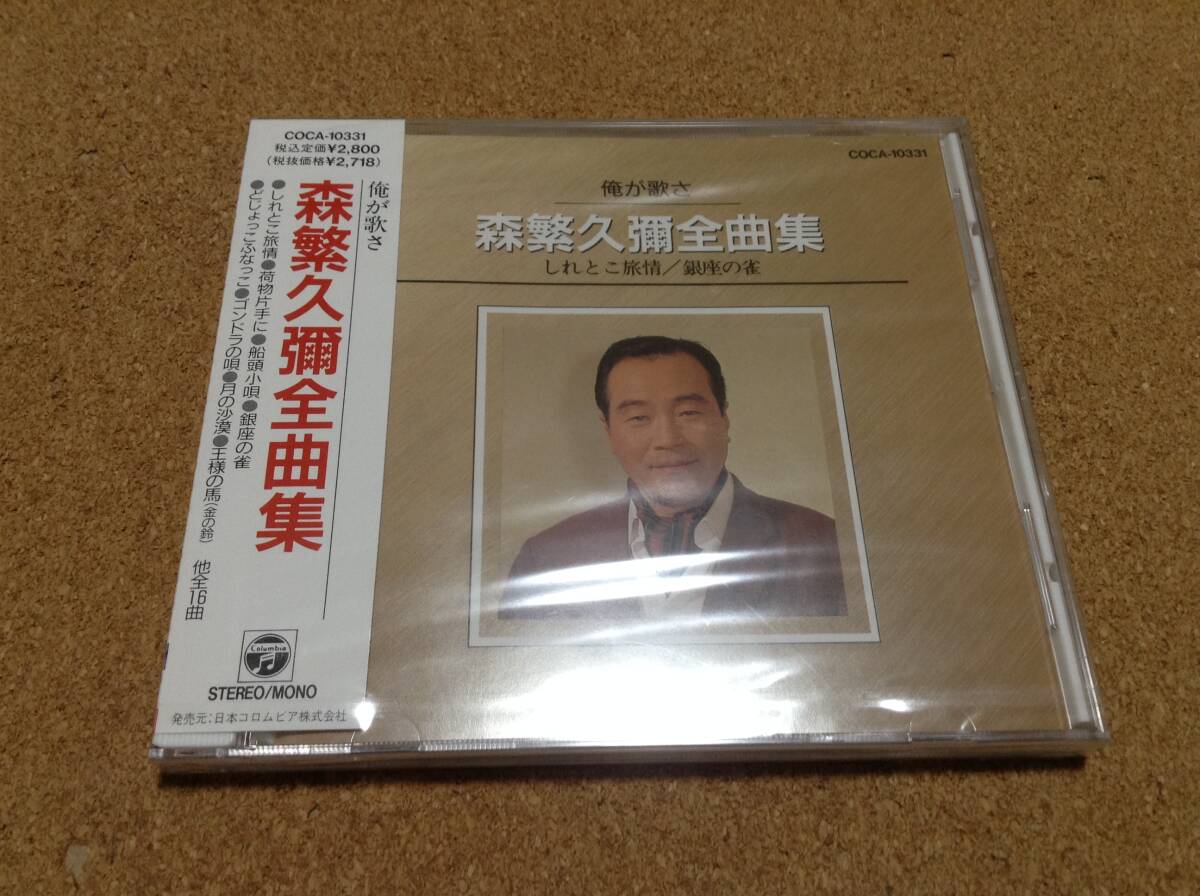 COCA-10331
税込定価¥2,800
(税抜価格¥2,718)
俺が歌さ
森繁久彌全曲集
●しれとこ旅情●荷物片手に●船頭小唄●銀座の雀
●どじょっこふなっこ●ゴンドラの唄●月の沙漠●王様の馬(金の鈴)
他全16曲
Columbia
STEREO/MONO
発売元:日本コロムビア株式会社
COCA-10331
俺が歌さ
森繁久彌全曲集
しれとこ旅情/銀座の雀